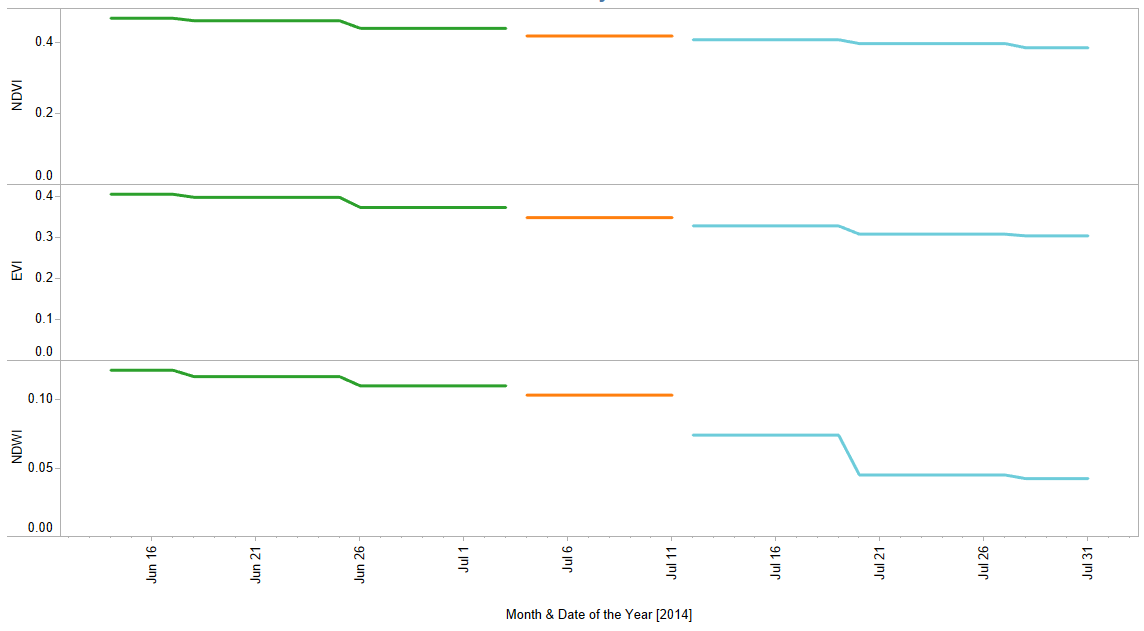 NDVI
0.4
0.2
0.0
EVI
0.4
0.3
0.2
0.1
0.0
NDWI
0.10
0.05
0.00
Jun 16
Jun 21
Jun 26
Jul 1
Jul 6
Jul 11
Jul 16
Jul 21
Jul 26
Jul 31
Month & Date of the Year [2014]